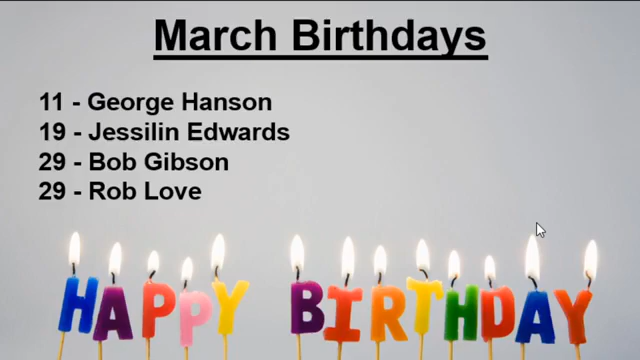 March Birthdays
11 - George Hanson
19 - Jessilin Edwards
29 - Bob Gibson
29 - Rob Love
HAPPY BIRTHDAY